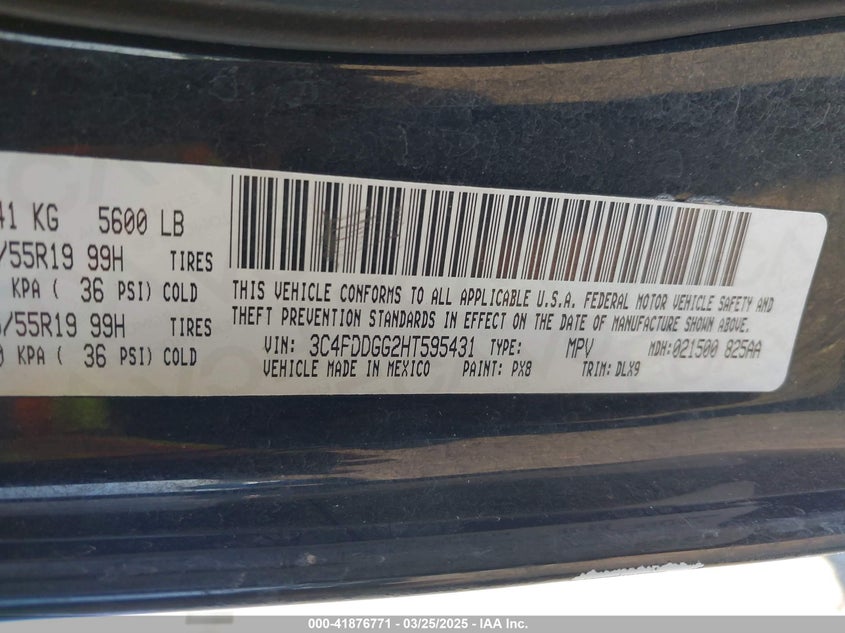 41 KG 5600 LB
/55R19 99H TIRES
KPA ( 36 PSI) COLD
/55R19 99H TIRES
KPA ( 36 PSI) COLD
THIS VEHICLE CONFORMS TO ALL APPLICABLE U.S.A. FEDERAL MOTOR VEHICLE SAFETY AND
THEFT PREVENTION STANDARDS IN EFFECT ON THE DATE OF MANUFACTURE SHOWN ABOVE.
VIN: 3C4FDDGG2HT595431 TYPE: MPV MDH:021500 825AA
VEHICLE MADE IN MEXICO PAINT: PX8 TRIM: DLX9
000-41876771 - 03/25/2025 - IAA Inc.